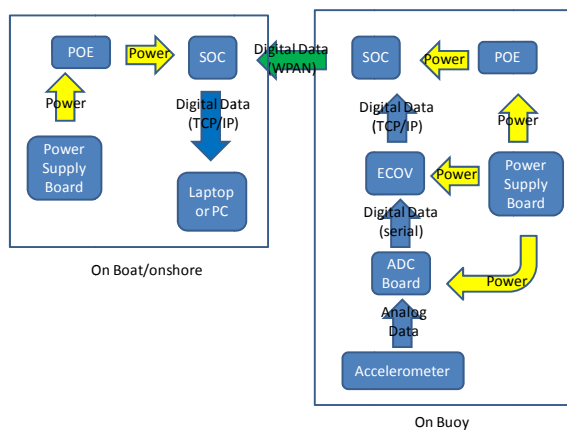 POE
Power
SOC
Power
Digital Data
(TCP/IP)
Power
Supply
Board
Laptop
or PC
On Boat/onshore
Digital Data
(WPAN)
SOC
POE
Digital Data
(TCP/IP)
Power
ECOV
Power
Power
Supply
Board
Digital Data
(serial)
ADC
Board
Power
Analog
Data
Accelerometer
On Buoy